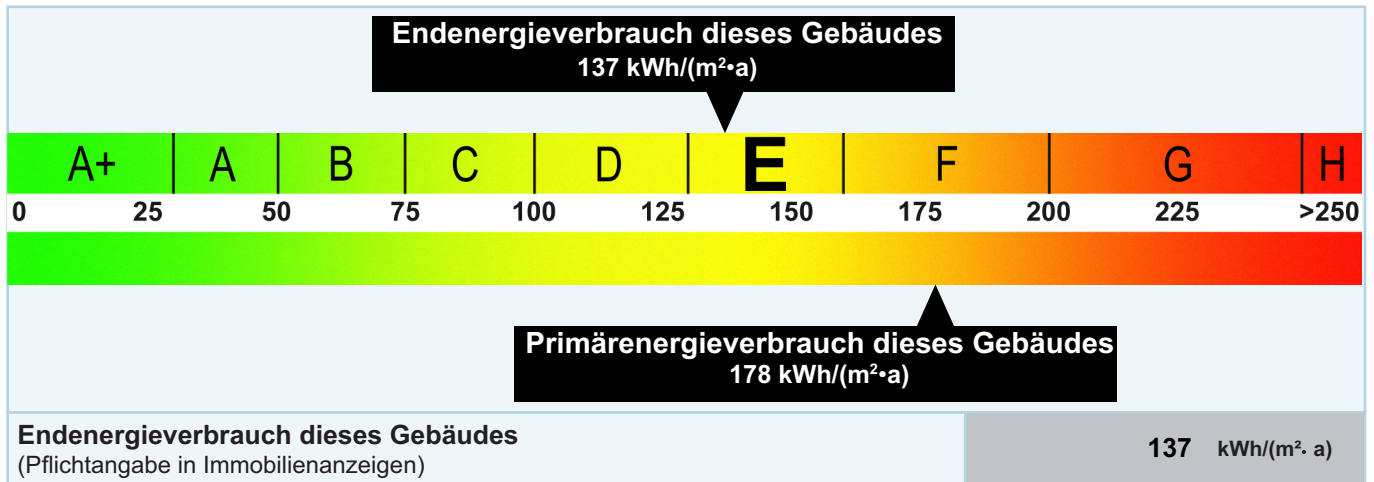 Endenergieverbrauch dieses Gebäudes
137 kWh/(m²•a)
A+ A B C D E F G H
0 25 50 75 100 125 150 175 200 225 >250
Primärenergieverbrauch dieses Gebäudes
178 kWh/(m²•a)
Endenergieverbrauch dieses Gebäudes
(Pflichtangabe in Immobilienanzeigen)
137 kWh/(m²· a)